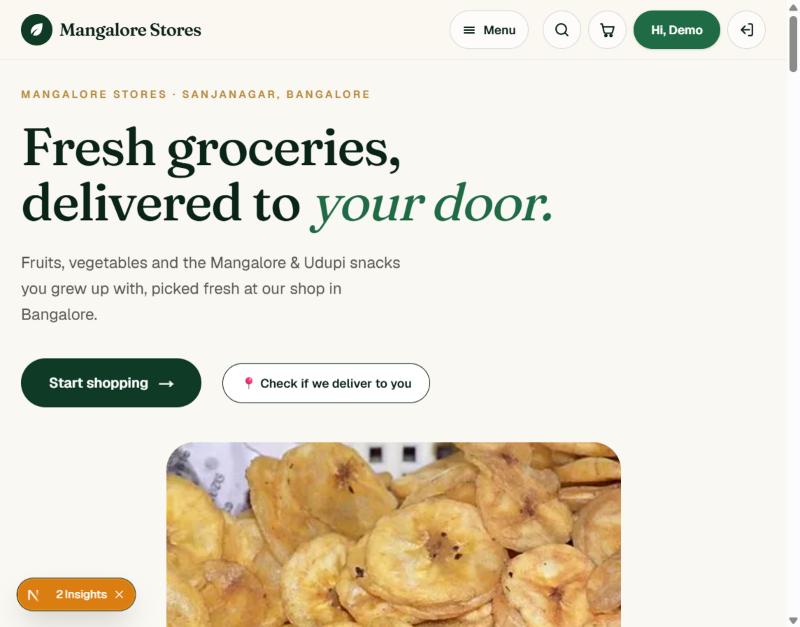 Mangalore Stores
Menu
Hi, Demo
MANGALORE STORES · SANJANAGAR, BANGALORE
Fresh groceries,
delivered to your door.
Fruits, vegetables and the Mangalore & Udupi snacks
you grew up with, picked fresh at our shop in
Bangalore.
Start shopping →
📍 Check if we deliver to you
N 2 Insights ×